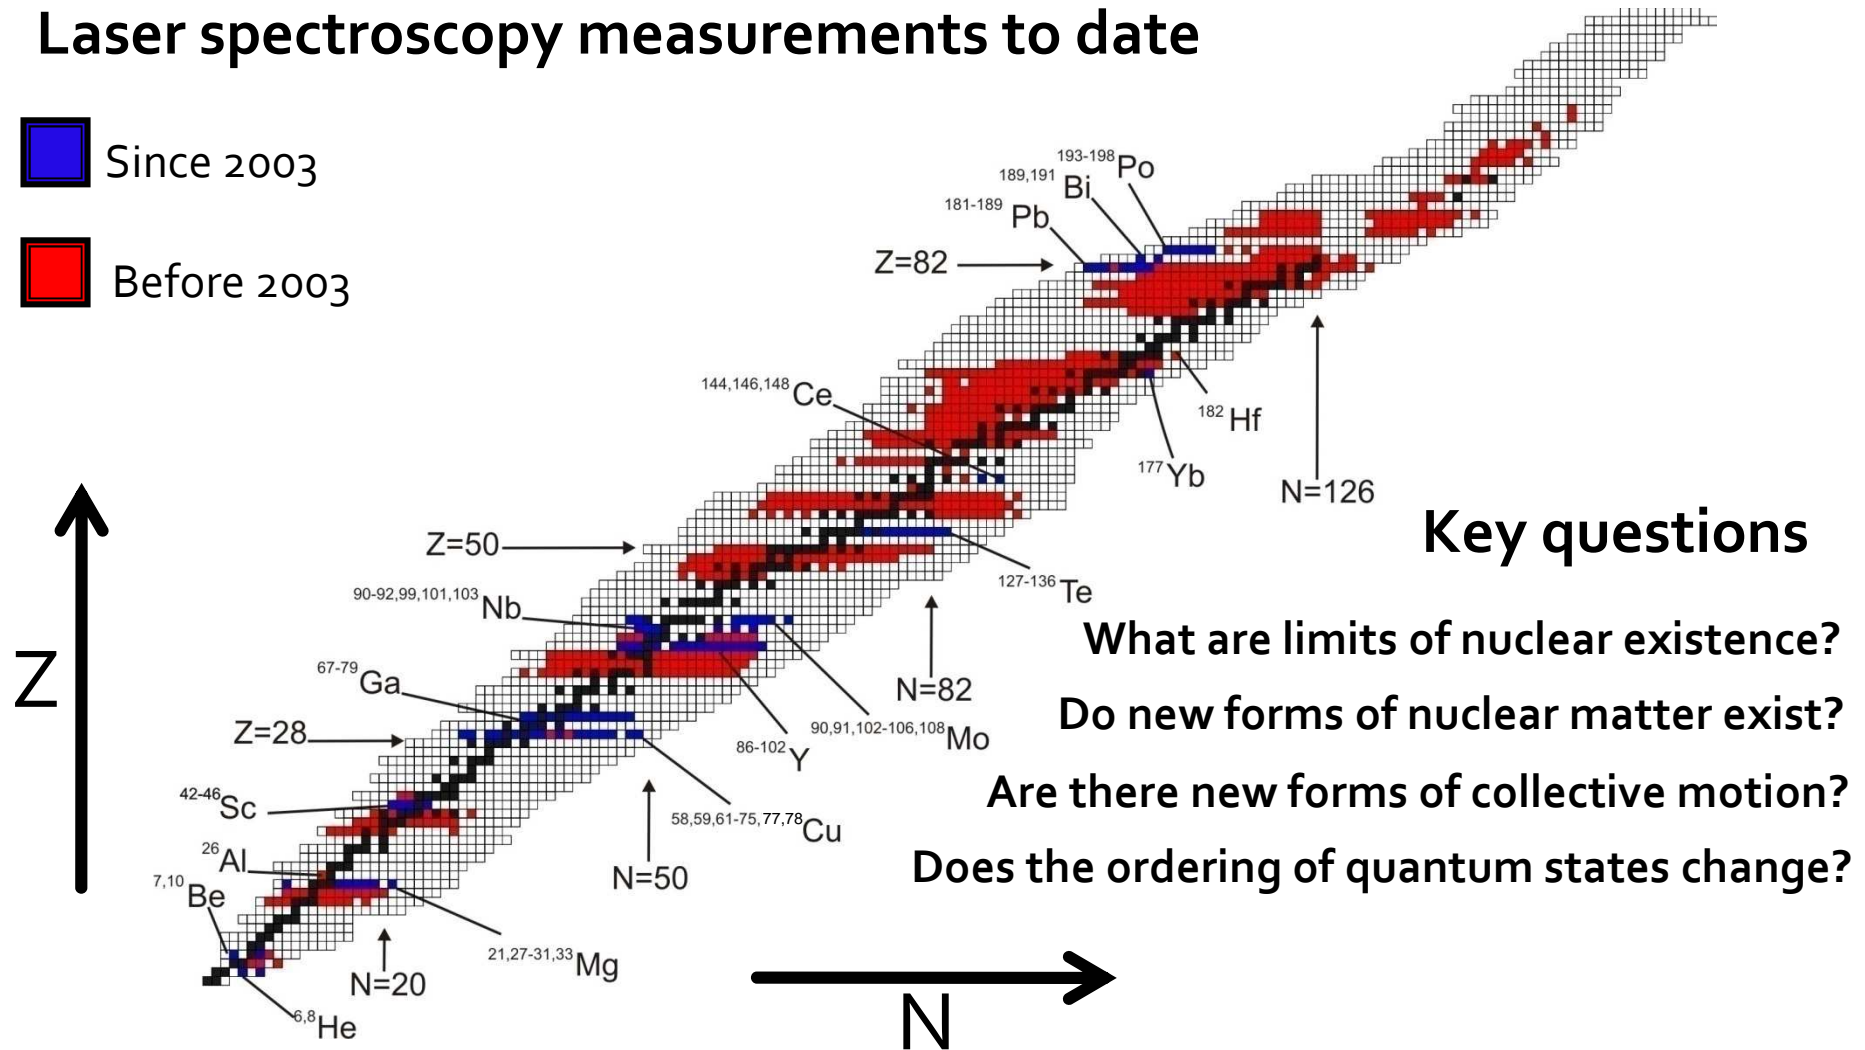 Laser spectroscopy measurements to date
Since 2003
Before 2003
193-198Po
189,191Bi
181-189Pb
Z=82
144,146,148Ce
182Hf
177Yb
N=126
Key questions
Z=50
127-136Te
90-92,99,101,103Nb
What are limits of nuclear existence?
Z
67-79Ga
N=82
Do new forms of nuclear matter exist?
Z=28
90,91,102-106,108Mo
86-102Y
Are there new forms of collective motion?
42-46Sc
58,59,61-75,77,78Cu
26Al
N=50
Does the ordering of quantum states change?
7,10Be
21,27-31,33Mg
N=20
N
6,8He